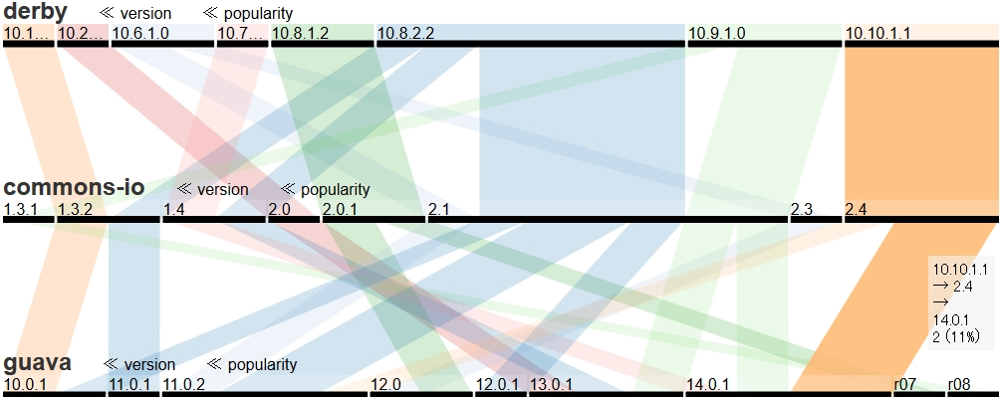 derby ≪ version ≪ popularity
10.1... 10.2... 10.6.1.0 10.7... 10.8.1.2 10.8.2.2 10.9.1.0 10.10.1.1
commons-io ≪ version ≪ popularity
1.3.1 1.3.2 1.4 2.0 2.0.1 2.1 2.3 2.4
10.10.1.1
→ 2.4
→
14.0.1
2 (11%)
guava ≪ version ≪ popularity
10.0.1 11.0.1 11.0.2 12.0 12.0.1 13.0.1 14.0.1 r07 r08